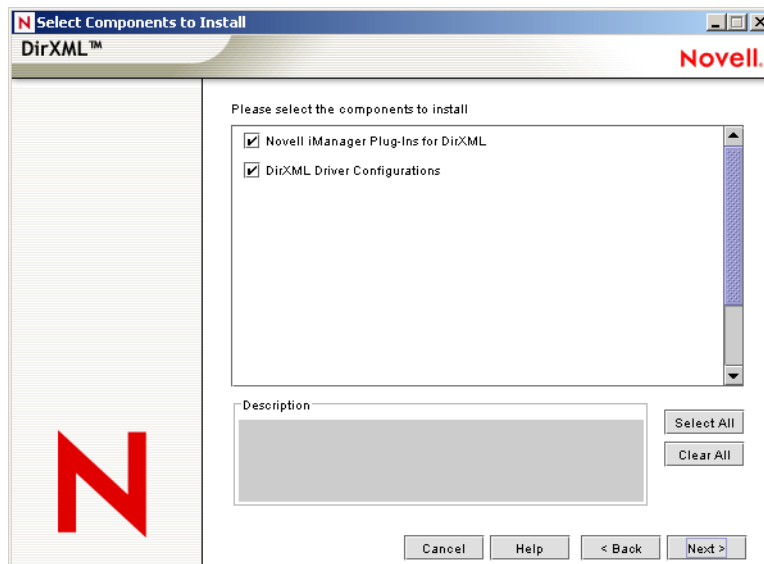 Select Components to Install
DirXML™
Novell.
Please select the components to install
Novell iManager Plug-Ins for DirXML
DirXML Driver Configurations
Description
Select All
Clear All
Cancel
Help
< Back
Next >